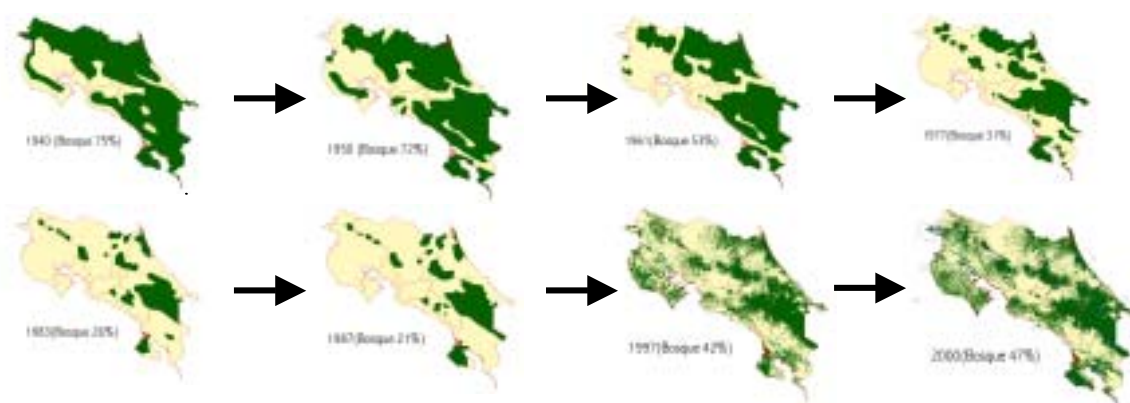 1940 (Bosque 75%)
1950 (Bosque 72%)
1961(Bosque 53%)
1977(Bosque 31%)
1983(Bosque 26%)
1987(Bosque 21%)
1997(Bosque 42%)
2000(Bosque 47%)